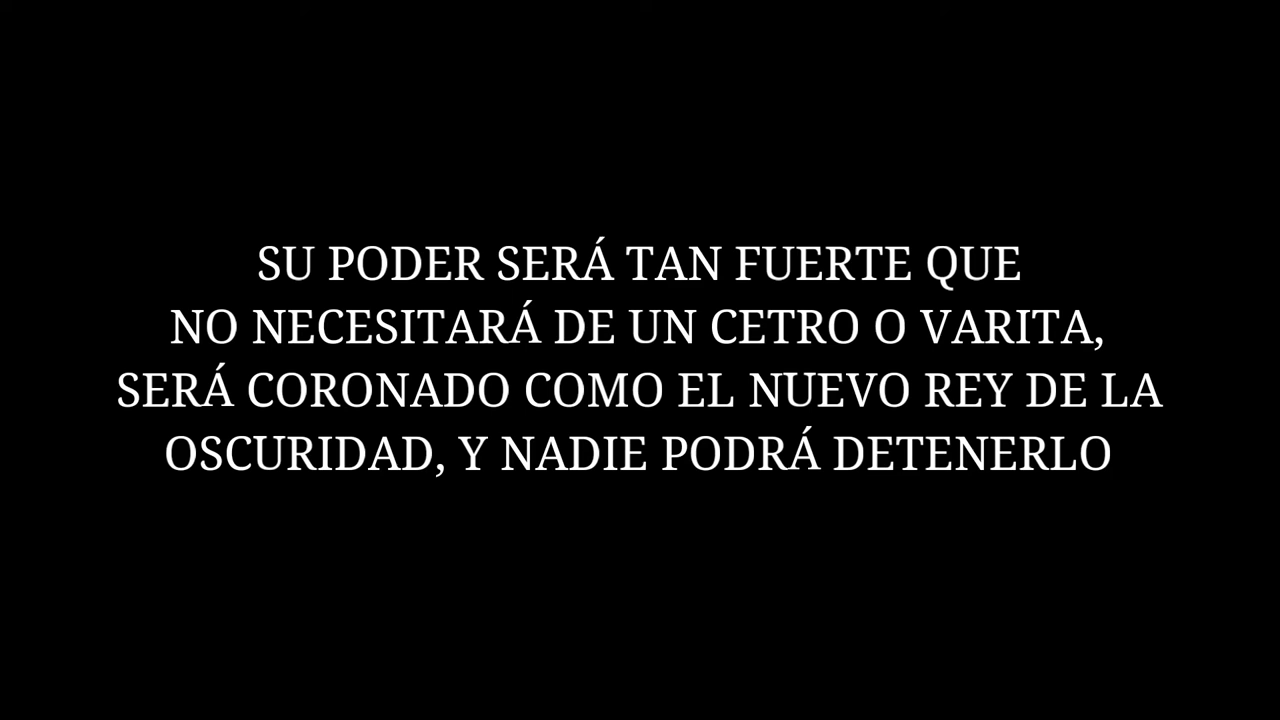 SU PODER SERÁ TAN FUERTE QUE
NO NECESITARÁ DE UN CETRO O VARITA,
SERÁ CORONADO COMO EL NUEVO REY DE LA
OSCURIDAD, Y NADIE PODRÁ DETENERLO